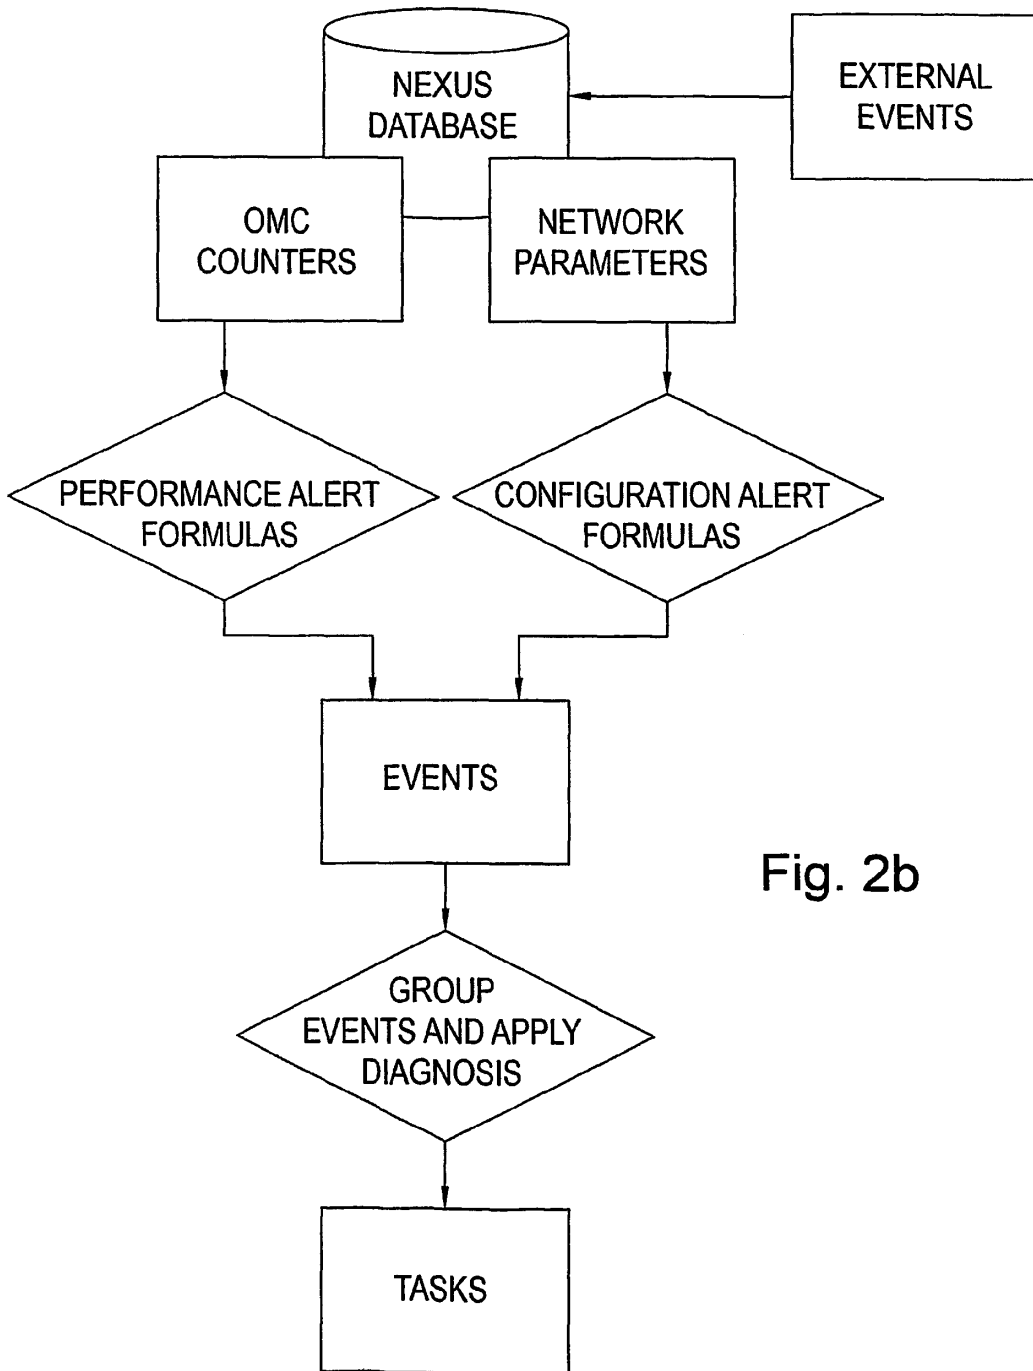 NEXUS
DATABASE
EXTERNAL
EVENTS
OMC
COUNTERS
NETWORK
PARAMETERS
PERFORMANCE ALERT
FORMULAS
CONFIGURATION ALERT
FORMULAS
EVENTS
Fig. 2b
GROUP
EVENTS AND APPLY
DIAGNOSIS
TASKS